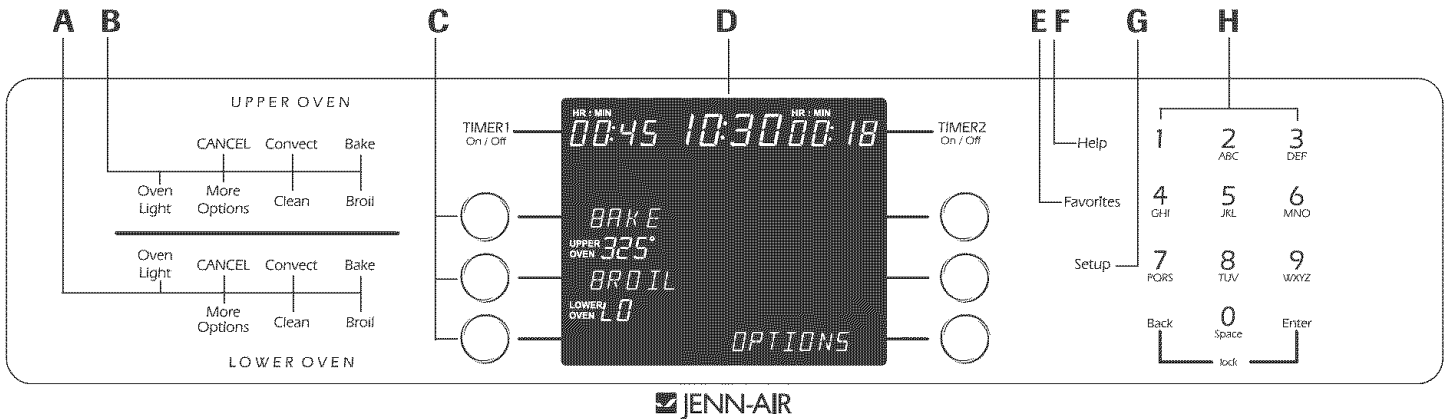 A B C D E F G H
UPPER OVEN
CANCEL Convect Bake
Oven Light More Options Clean Broil
Oven Light CANCEL Convect Bake
More Options Clean Broil
LOWER OVEN
TIMER1
On / Off
HR : MIN HR : MIN
00:45 10:30 00:18
BAKE
UPPER OVEN 325°
BROIL
LOWER OVEN LO
OPTIONS
TIMER2
On / Off
Help
Favorites
Setup
1 2 3
ABC DEF
4 5 6
GHI JKL MNO
7 8 9
PQRS TUV WXYZ
Back 0 Enter
Space
lock
JENN-AIR